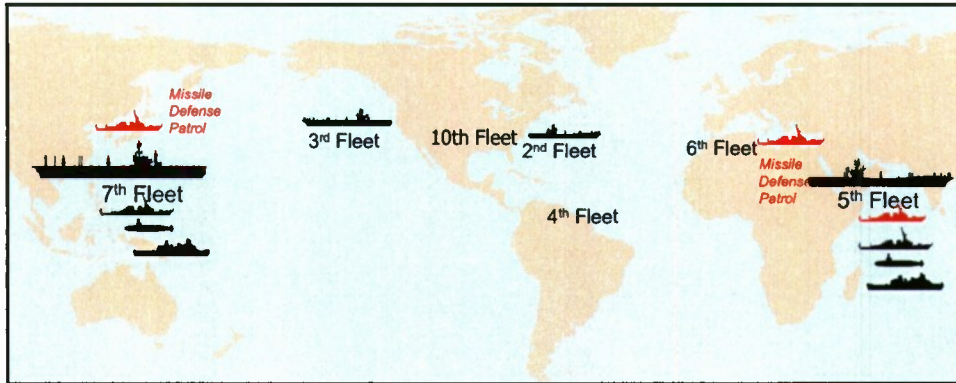 Missile
Defense
Patrol
7th Fleet
3rd Fleet
10th Fleet
2nd Fleet
4th Fleet
6th Fleet
Missile
Defense
Patrol
5th Fleet